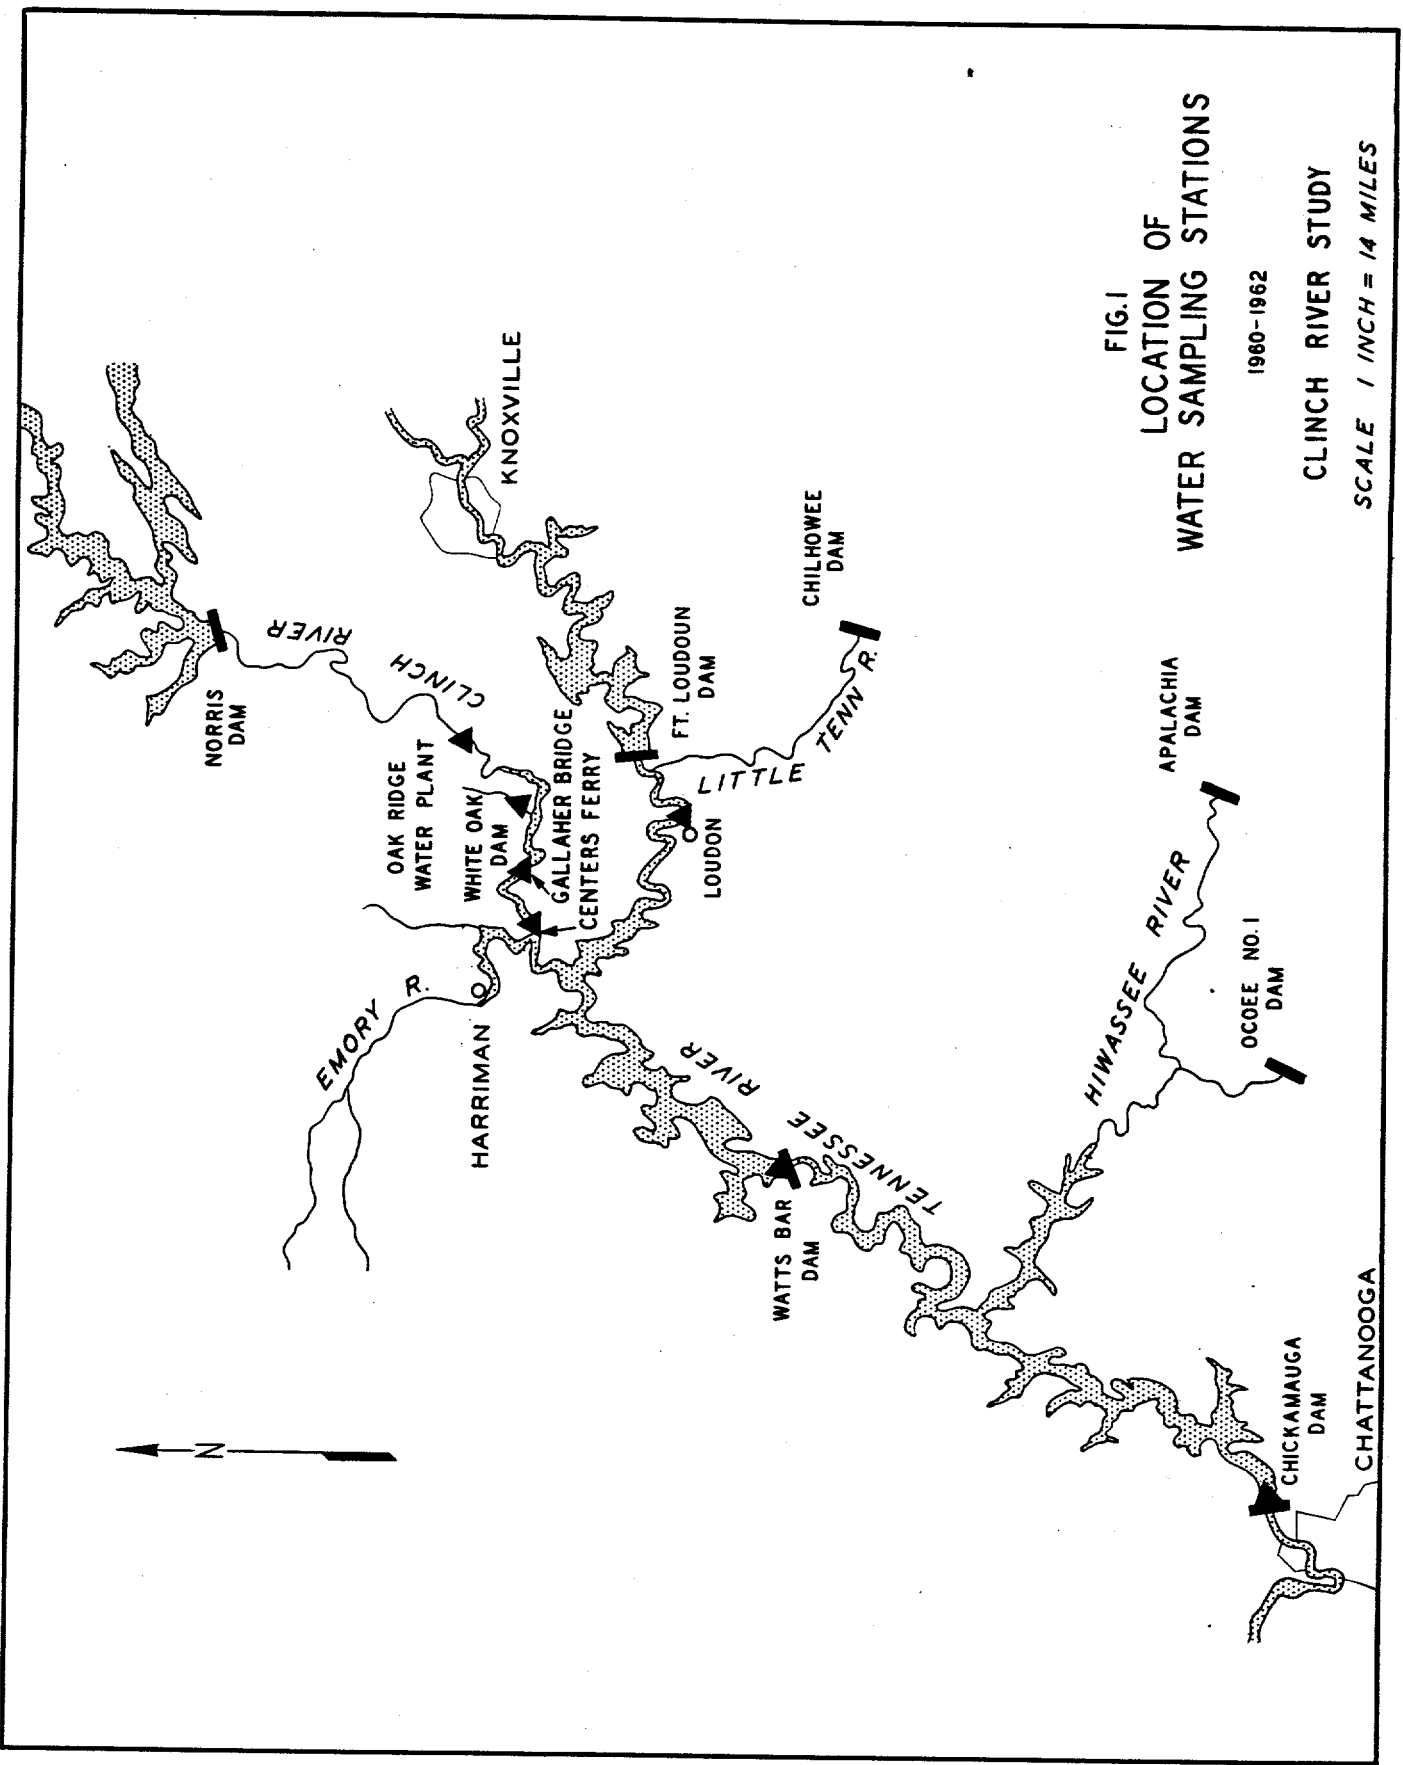 NORRIS
DAM
CLINCH
RIVER
KNOXVILLE
OAK RIDGE
WATER PLANT
WHITE OAK
DAM
GALLAHER BRIDGE
CENTERS FERRY
FT. LOUDOUN
DAM
CHILHOWEE
DAM
LITTLE TENN R.
LOUDON
EMORY R.
HARRIMAN
TENNESSEE RIVER
WATTS BAR
DAM
HIWASSEE RIVER
APALACHIA
DAM
OCOEE NO. 1
DAM
CHICKAMAUGA
DAM
CHATTANOOGA
N
FIG. 1
LOCATION OF
WATER SAMPLING STATIONS
1960-1962
CLINCH RIVER STUDY
SCALE 1 INCH = 14 MILES